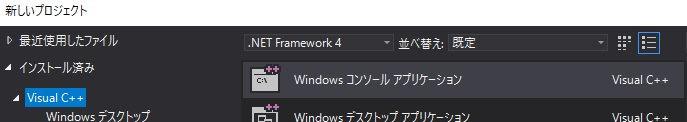 新しいプロジェクト
最近使用したファイル
.NET Framework 4
並べ替え: 既定
インストール済み
Windows コンソール アプリケーション
Visual C++
Visual C++
Windows デスクトップ
Windows デスクトップ アプリケーション
Visual C++